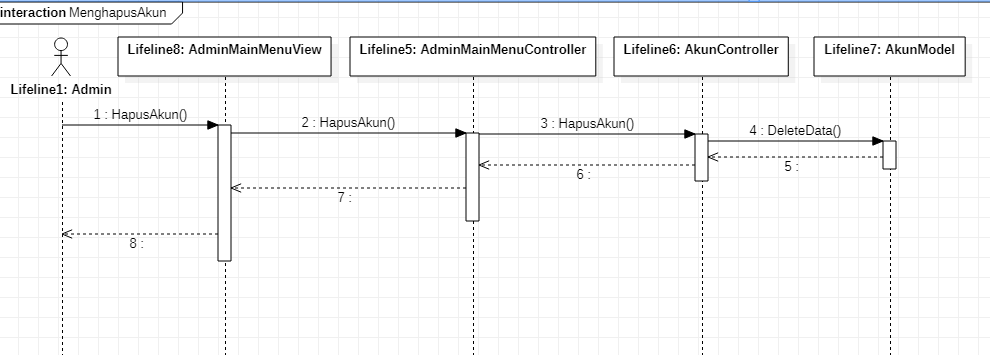 interaction MenghapusAkun
Lifeline1: Admin
Lifeline8: AdminMainMenuView
Lifeline5: AdminMainMenuController
Lifeline6: AkunController
Lifeline7: AkunModel
1 : HapusAkun()
2 : HapusAkun()
3 : HapusAkun()
4 : DeleteData()
5 :
6 :
7 :
8 :